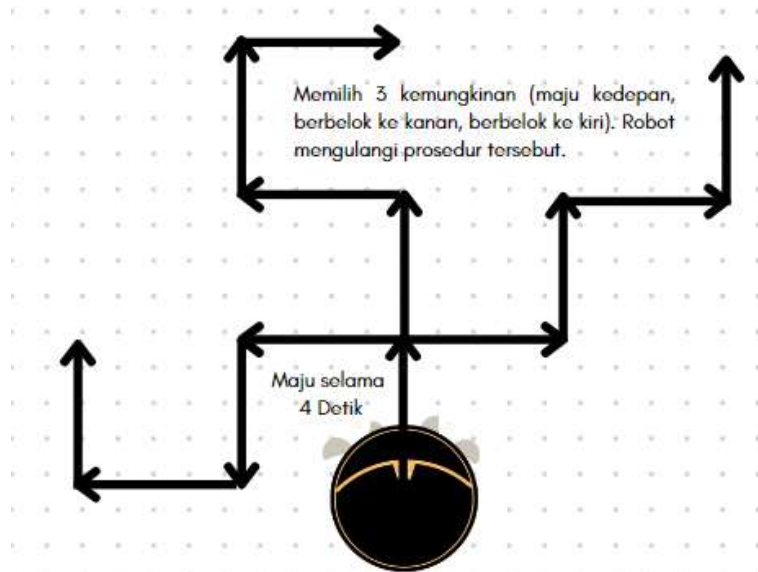 Memilih 3 kemungkinan (maju kedepan,
berbelok ke kanan, berbelok ke kiri). Robot
mengulangi prosedur tersebut.
Maju selama
4 Detik